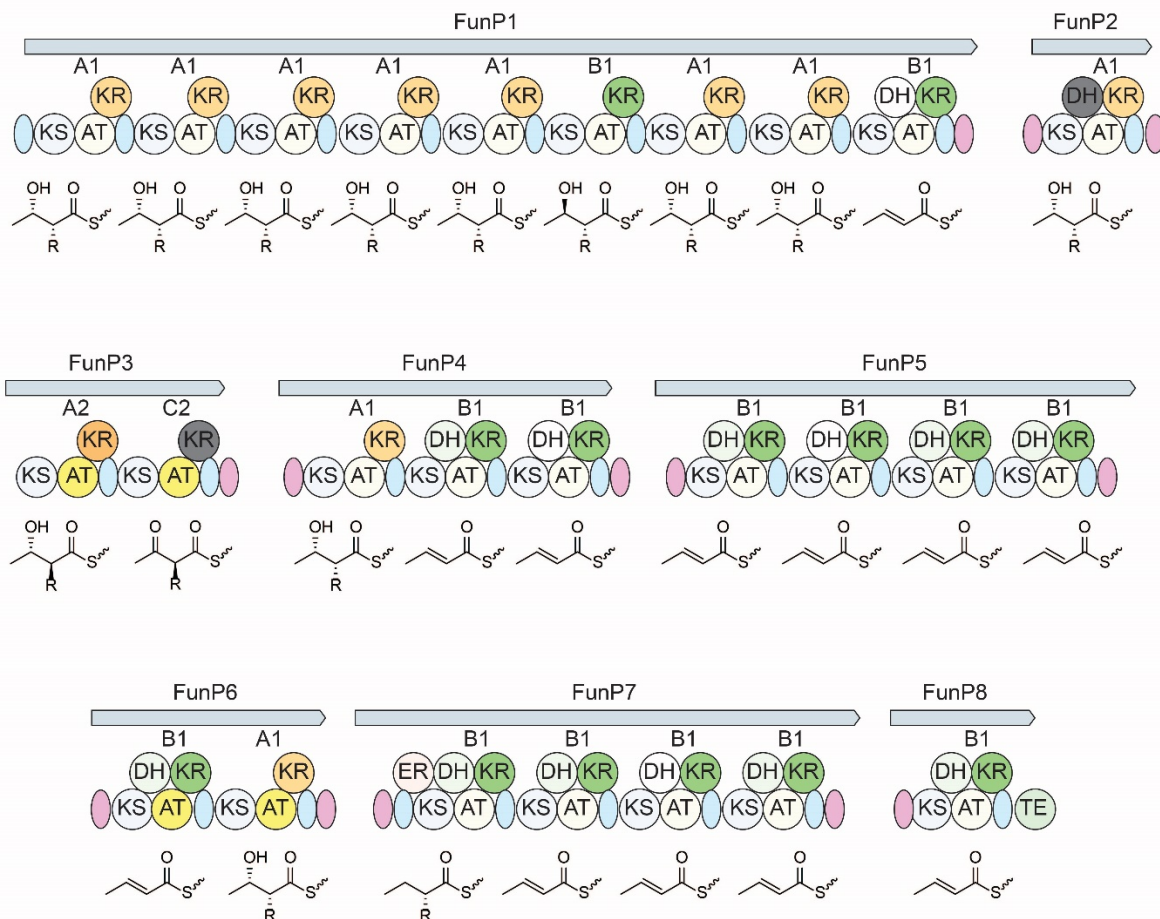 FunP1 FunP2
A1 A1 A1 A1 A1 B1 A1 A1 B1 A1
KR KR KR KR KR KR KR KR DH KR DH KR
KS AT KS AT KS AT KS AT KS AT KS AT KS AT KS AT KS AT KS AT
OH O OH O OH O OH O OH O OH O OH O OH O O OH O
S S S S S S S S S S
R R R R R R R R R
FunP3 FunP4 FunP5
A2 C2 A1 B1 B1 B1 B1 B1 B1
KR KR KR DH KR DH KR DH KR DH KR DH KR DH KR
KS AT KS AT KS AT KS AT KS AT KS AT KS AT KS AT KS AT
OH O O O OH O O O O O O O
S S S S S S S S S
R R R
FunP6 FunP7 FunP8
B1 A1 B1 B1 B1 B1 B1
DH KR KR ER DH KR DH KR DH KR DH KR DH KR
KS AT KS AT KS AT KS AT KS AT KS AT KS AT TE
O OH O O O O O O
S S S S S S S
R R